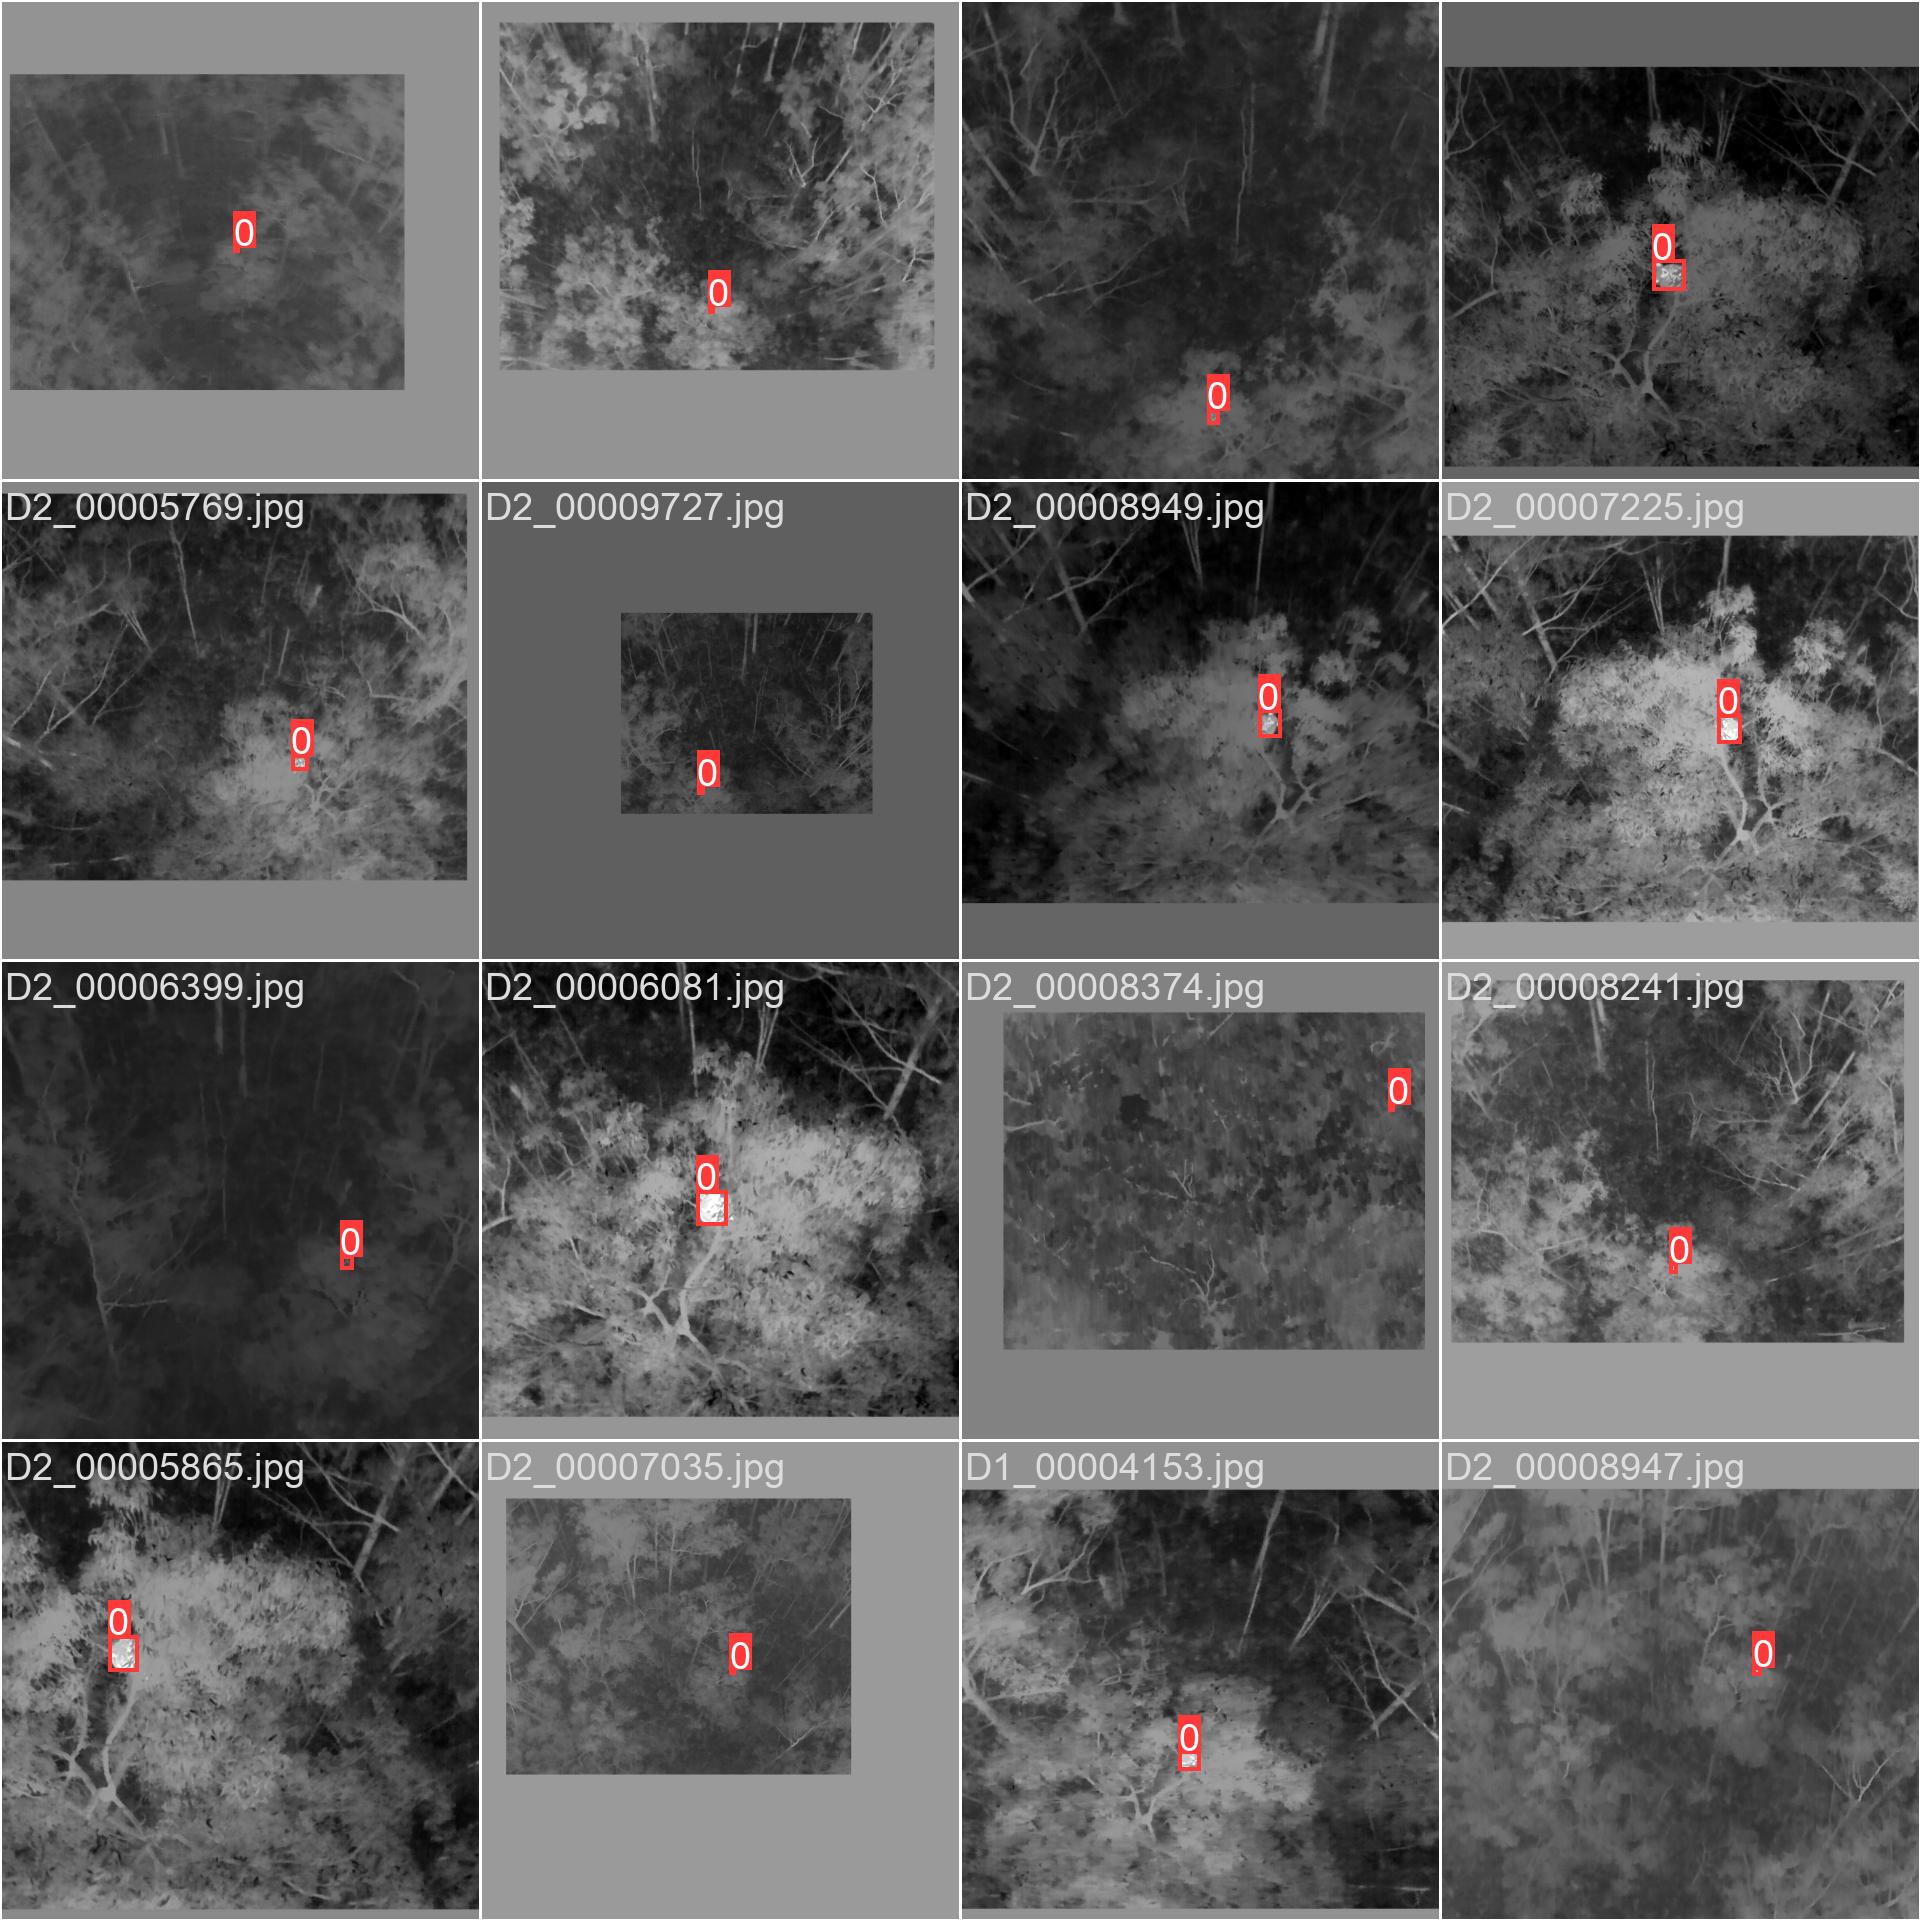 0
0
0
0
D2_00005769.jpg
D2_00009727.jpg
D2_00008949.jpg
D2_00007225.jpg
0
0
0
0
D2_00006399.jpg
D2_00006081.jpg
D2_00008374.jpg
D2_00008241.jpg
0
0
0
0
D2_00005865.jpg
D2_00007035.jpg
D1_00004153.jpg
D2_00008947.jpg
0
0
0
0